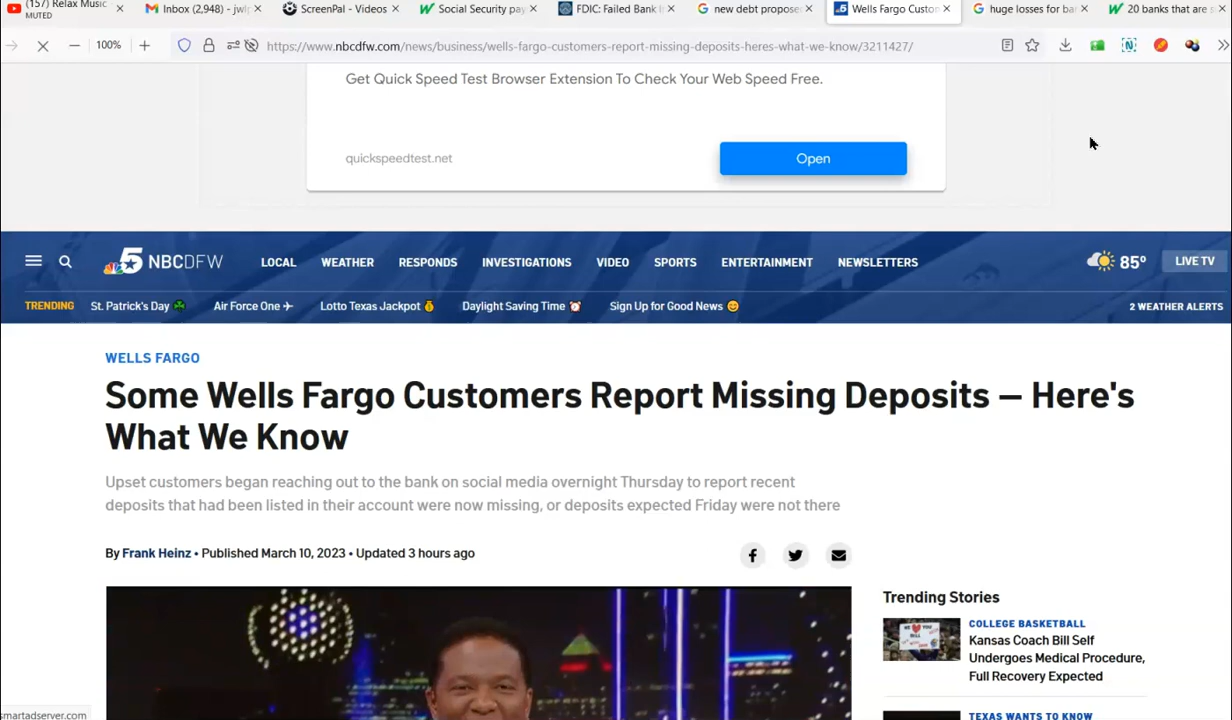 (157) Relax Music
MUTED
Inbox (2,948) - jwl
ScreenPal - Videos
Social Security pay
FDIC: Failed Bank
new debt propose
Wells Fargo Custom
huge losses for ba
20 banks that are s
100%
https://www.nbcdfw.com/news/business/wells-fargo-customers-report-missing-deposits-heres-what-we-know/3211427/
Get Quick Speed Test Browser Extension To Check Your Web Speed Free.
quickspeedtest.net
Open
5 NBCDFW
LOCAL
WEATHER
RESPONDS
INVESTIGATIONS
VIDEO
SPORTS
ENTERTAINMENT
NEWSLETTERS
85°
LIVE TV
TRENDING
St. Patrick's Day ☘️
Air Force One ✈
Lotto Texas Jackpot 💰
Daylight Saving Time ⏰
Sign Up for Good News 😊
2 WEATHER ALERTS
WELLS FARGO
Some Wells Fargo Customers Report Missing Deposits — Here's
What We Know
Upset customers began reaching out to the bank on social media overnight Thursday to report recent
deposits that had been listed in their account were now missing, or deposits expected Friday were not there
By Frank Heinz • Published March 10, 2023 • Updated 3 hours ago
Trending Stories
COLLEGE BASKETBALL
Kansas Coach Bill Self
Undergoes Medical Procedure,
Full Recovery Expected
TEXAS WANTS TO KNOW
smartadserver.com